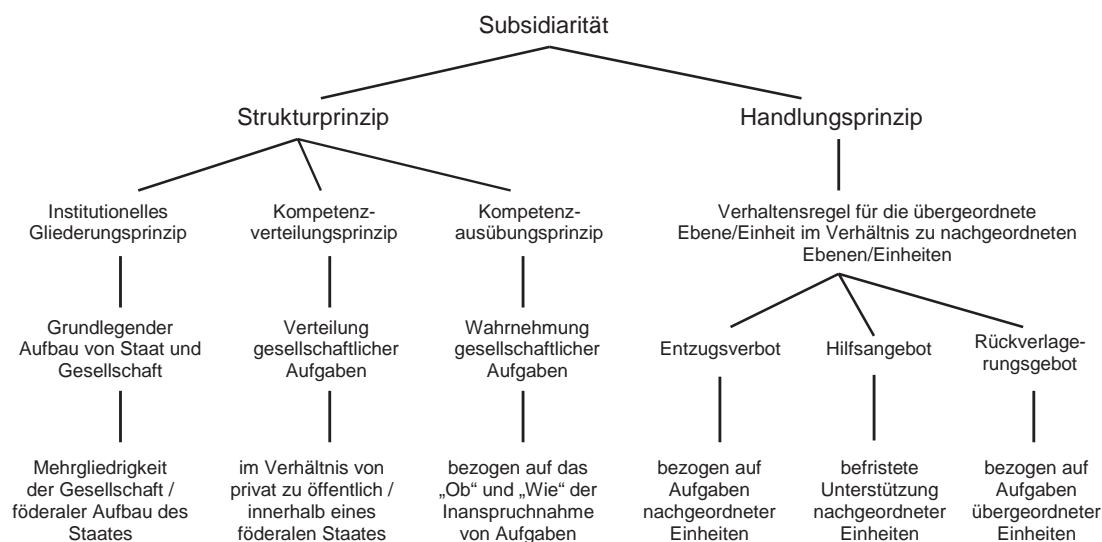 Subsidiarität
Strukturprinzip
Handlungsprinzip
Institutionelles
Gliederungsprinzip
Kompetenz-
verteilungsprinzip
Kompetenz-
ausübungsprinzip
Verhaltensregel für die übergeordnete
Ebene/Einheit im Verhältnis zu nachgeordneten
Ebenen/Einheiten
Grundlegender
Aufbau von Staat und
Gesellschaft
Verteilung
gesellschaftlicher
Aufgaben
Wahrnehmung
gesellschaftlicher
Aufgaben
Entzugsverbot
Hilfsangebot
Rückverlage-
rungsgebot
Mehrgliedrigkeit
der Gesellschaft /
föderaler Aufbau des
Staates
im Verhältnis von
privat zu öffentlich /
innerhalb eines
föderalen Staates
bezogen auf das
„Ob“ und „Wie“ der
Inanspruchnahme
von Aufgaben
bezogen auf
Aufgaben
nachgeordneter
Einheiten
befristete
Unterstützung
nachgeordneter
Einheiten
bezogen auf
Aufgaben
übergeordneter
Einheiten